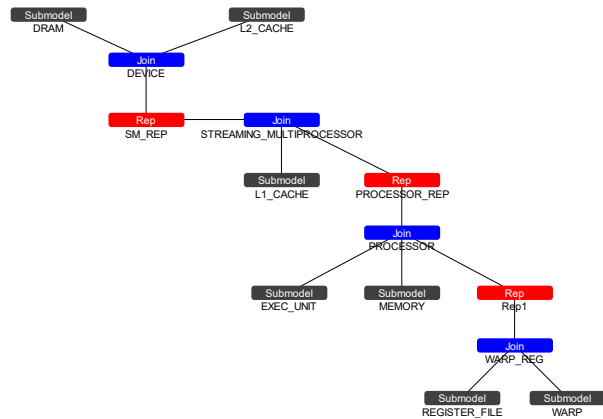 Submodel
Submodel
DRAM
L2_CACHE
Join
DEVICE
Rep
Join
SM_REP
STREAMING_MULTIPROCESSOR
Submodel
Rep
L1_CACHE
PROCESSOR_REP
Join
PROCESSOR
Submodel
Submodel
Rep
EXEC_UNIT
MEMORY
Rep1
Join
WARP_REG
Submodel
Submodel
REGISTER_FILE
WARP